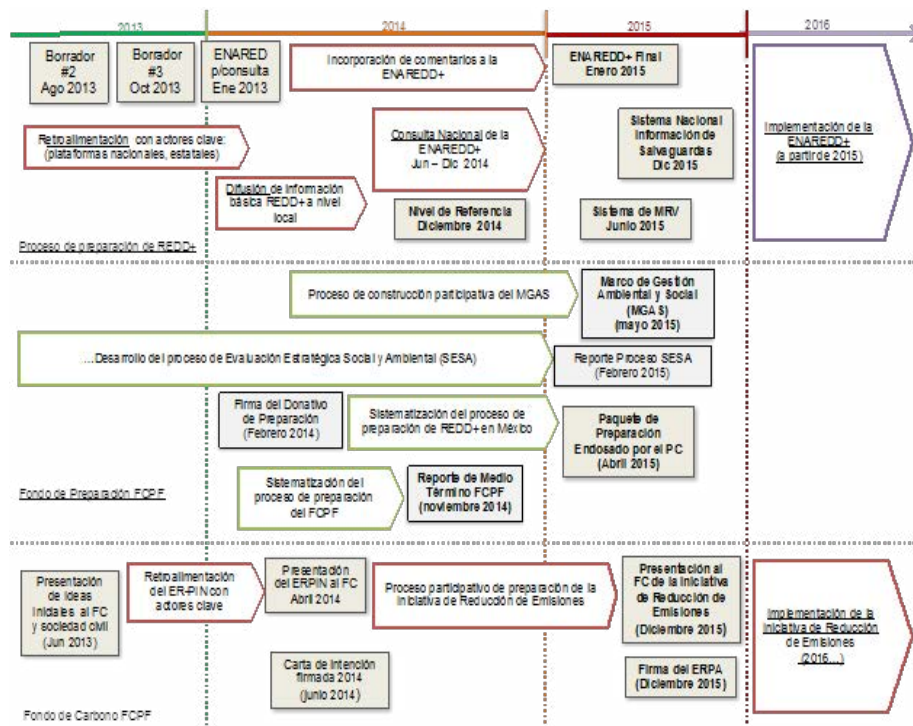 2013
2014
2015
2016
Borrador
#2
Ago 2013
Borrador
#3
Oct 2013
ENARED
p/consulta
Ene 2013
Incorporación de comentarios a la
ENAREDD+
ENAREDD+ Final
Enero 2015
Retroalimentación con actores clave:
(plataformas nacionales, estatales)
Consulta Nacional de la
ENAREDD+
Jun – Dic 2014
Sistema Nacional
Información de
Salvaguardas
Dic 2015
Implementación de la
ENAREDD+
(a partir de 2015)
Difusión de información
básica REDD+ a nivel
local
Nivel de Referencia
Diciembre 2014
Sistema de MRV
Junio 2015
Proceso de preparación de REDD+
Proceso de construcción participativa del MGAS
Marco de Gestión
Ambiental y Social
(MGAS)
(mayo 2015)
...Desarrollo del proceso de Evaluación Estratégica Social y Ambiental (SESA)
Reporte Proceso SESA
(Febrero 2015)
Firma del Donativo
de Preparación
(Febrero 2014)
Sistematización del proceso de
preparación de REDD+ en México
Paquete de
Preparación
Endosado por el PC
(Abril 2015)
Sistematización del
proceso de preparación
del FCPF
Reporte de Medio
Término FCPF
(noviembre 2014)
Fondo de Preparación FCPF
Presentación
de ideas
iniciales al FC
y sociedad civil
(Jun 2013)
Retroalimentación
del ER-PIN con
actores clave
Presentación
del ERPIN al FC
Abril 2014
Proceso participativo de preparación de la
Iniciativa de Reducción de Emisiones
Presentación al
FC de la Iniciativa
de Reducción de
Emisiones
(Diciembre 2015)
Implementación de la
Iniciativa de Reducción
de Emisiones
(2016...)
Carta de Intención
firmada 2014
(junio 2014)
Firma del ERPA
(Diciembre 2015)
Fondo de Carbono FCPF